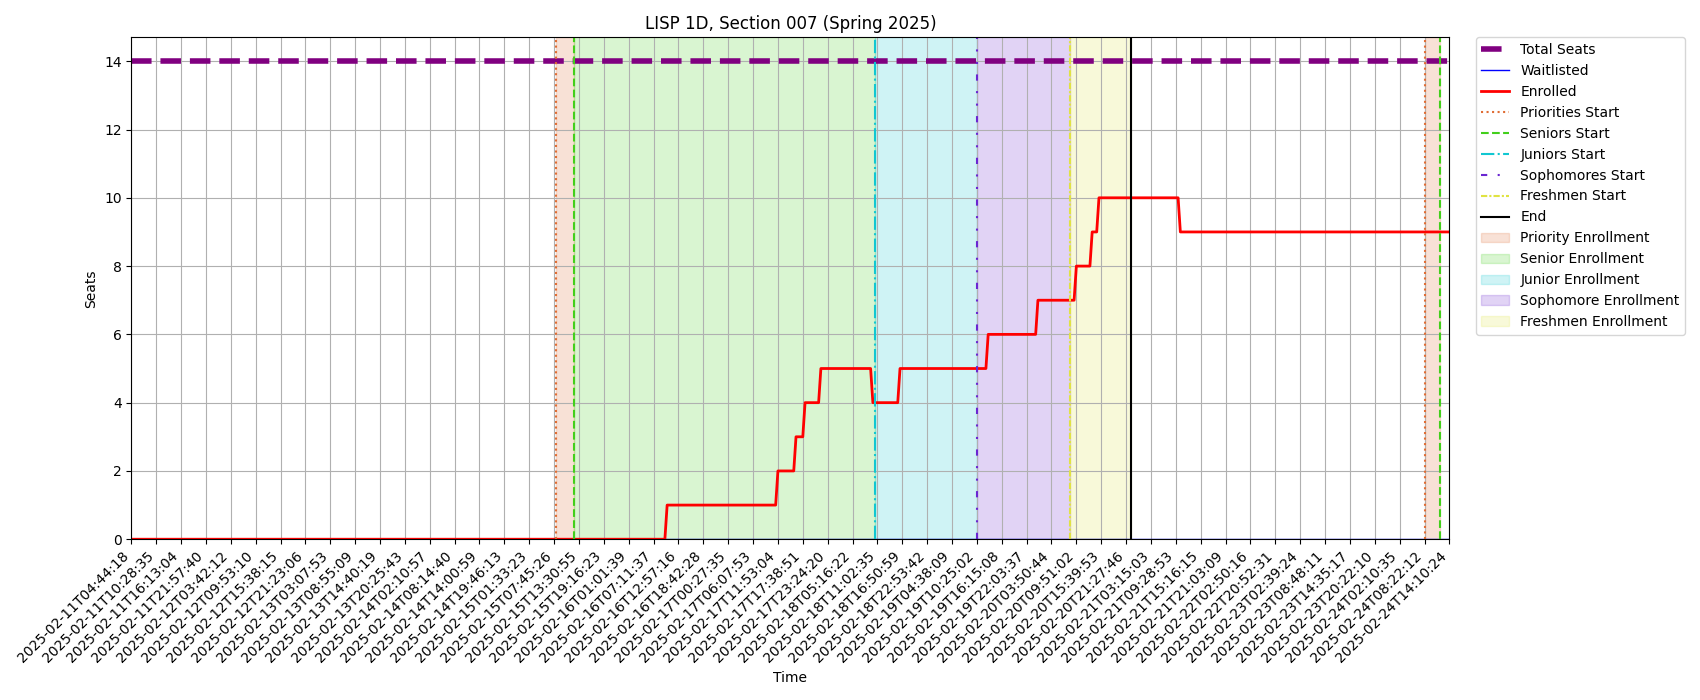 LISP 1D, Section 007 (Spring 2025)
Seats
14
12
10
8
6
4
2
0
2025-02-11T04:44:18
2025-02-11T10:28:35
2025-02-11T16:13:04
2025-02-11T21:57:40
2025-02-12T03:42:12
2025-02-12T09:53:10
2025-02-12T15:38:15
2025-02-12T21:23:06
2025-02-13T03:07:53
2025-02-13T08:55:09
2025-02-13T14:40:19
2025-02-13T20:25:43
2025-02-14T02:10:57
2025-02-14T08:14:40
2025-02-14T14:00:59
2025-02-14T19:46:13
2025-02-15T01:33:23
2025-02-15T07:45:26
2025-02-15T13:30:55
2025-02-15T19:16:23
2025-02-16T01:01:39
2025-02-16T07:11:37
2025-02-16T12:57:16
2025-02-16T18:42:28
2025-02-17T00:27:35
2025-02-17T06:07:53
2025-02-17T11:53:04
2025-02-17T17:38:51
2025-02-17T23:24:20
2025-02-18T05:16:22
2025-02-18T11:02:35
2025-02-18T16:50:59
2025-02-18T22:53:42
2025-02-19T04:38:09
2025-02-19T10:25:02
2025-02-19T16:15:08
2025-02-19T22:03:37
2025-02-20T03:50:44
2025-02-20T09:51:02
2025-02-20T15:39:53
2025-02-20T21:27:46
2025-02-21T03:15:03
2025-02-21T09:28:53
2025-02-21T15:16:15
2025-02-21T21:03:09
2025-02-22T02:50:16
2025-02-22T20:52:31
2025-02-23T02:39:24
2025-02-23T08:48:11
2025-02-23T14:35:17
2025-02-23T20:22:10
2025-02-24T02:10:35
2025-02-24T08:22:12
2025-02-24T14:10:24
Time
Total Seats
Waitlisted
Enrolled
Priorities Start
Seniors Start
Juniors Start
Sophomores Start
Freshmen Start
End
Priority Enrollment
Senior Enrollment
Junior Enrollment
Sophomore Enrollment
Freshmen Enrollment